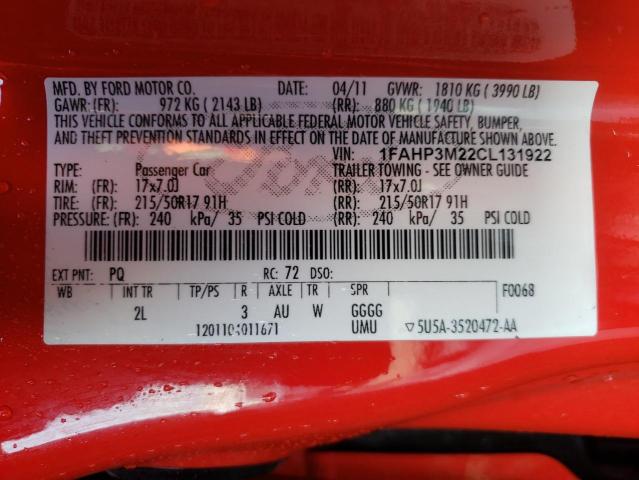 MFD. BY FORD MOTOR CO. DATE: 04/11 GVWR: 1810 KG ( 3990 LB)
GAWR: (FR): 972 KG ( 2143 LB) (RR): 880 KG ( 1940 LB)
THIS VEHICLE CONFORMS TO ALL APPLICABLE FEDERAL MOTOR VEHICLE SAFETY, BUMPER,
AND THEFT PREVENTION STANDARDS IN EFFECT ON THE DATE OF MANUFACTURE SHOWN ABOVE.
VIN: 1FAHP3M22CL131922
TYPE: Passenger Car TRAILER TOWING - SEE OWNER GUIDE
RIM: (FR): 17x7.0J (RR): 17x7.0J
TIRE: (FR): 215/50R17 91H (RR): 215/50R17 91H
PRESSURE: (FR): 240 kPa/ 35 PSI COLD (RR): 240 kPa/ 35 PSI COLD
EXT PNT: PQ RC: 72 DSO:
WB INT TR TP/PS R AXLE TR SPR F0068
2L 3 AU W GGGG
UMU ▽5U5A-3520472-AA